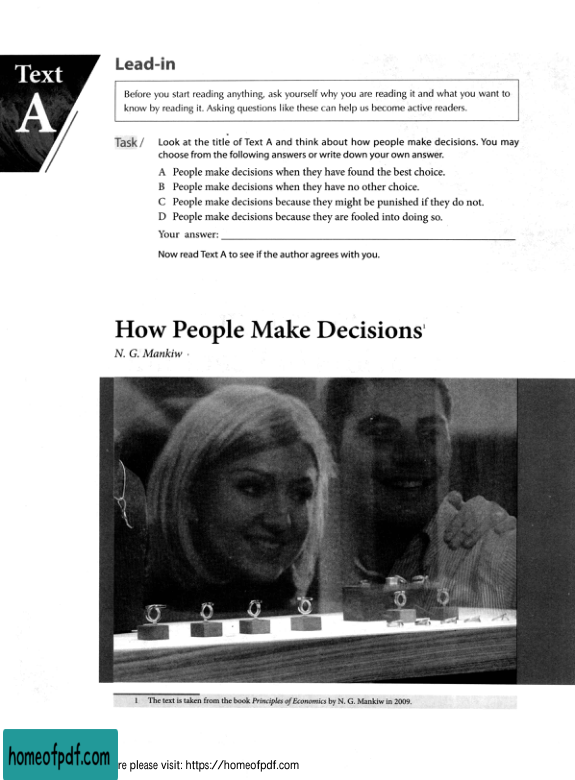 Text
A
Lead-in
Before you start reading anything, ask yourself why you are reading it and what you want to
know by reading it. Asking questions like these can help us become active readers.
Task / Look at the title of Text A and think about how people make decisions. You may
choose from the following answers or write down your own answer.
A People make decisions when they have found the best choice.
B People make decisions when they have no other choice.
C People make decisions because they might be punished if they do not.
D People make decisions because they are fooled into doing so.
Your answer:
Now read Text A to see if the author agrees with you.
How People Make Decisions¹
N. G. Mankiw
1 The text is taken from the book Principles of Economics by N. G. Mankiw in 2009.
homeofpdf.com
re please visit: https://homeofpdf.com